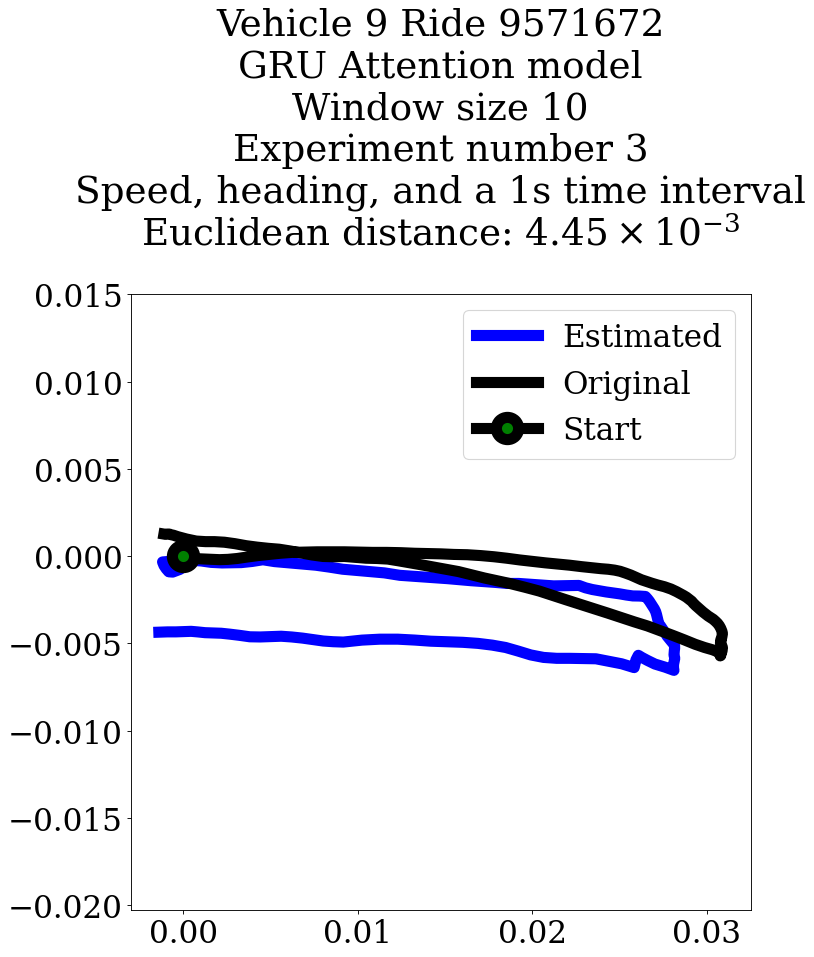 Vehicle 9 Ride 9571672
GRU Attention model
Window size 10
Experiment number 3
Speed, heading, and a 1s time interval
Euclidean distance: 4.45 × 10⁻³
0.015
Estimated
0.010
Original
0.005
Start
0.000
−0.005
−0.010
−0.015
−0.020
0.00 0.01 0.02 0.03